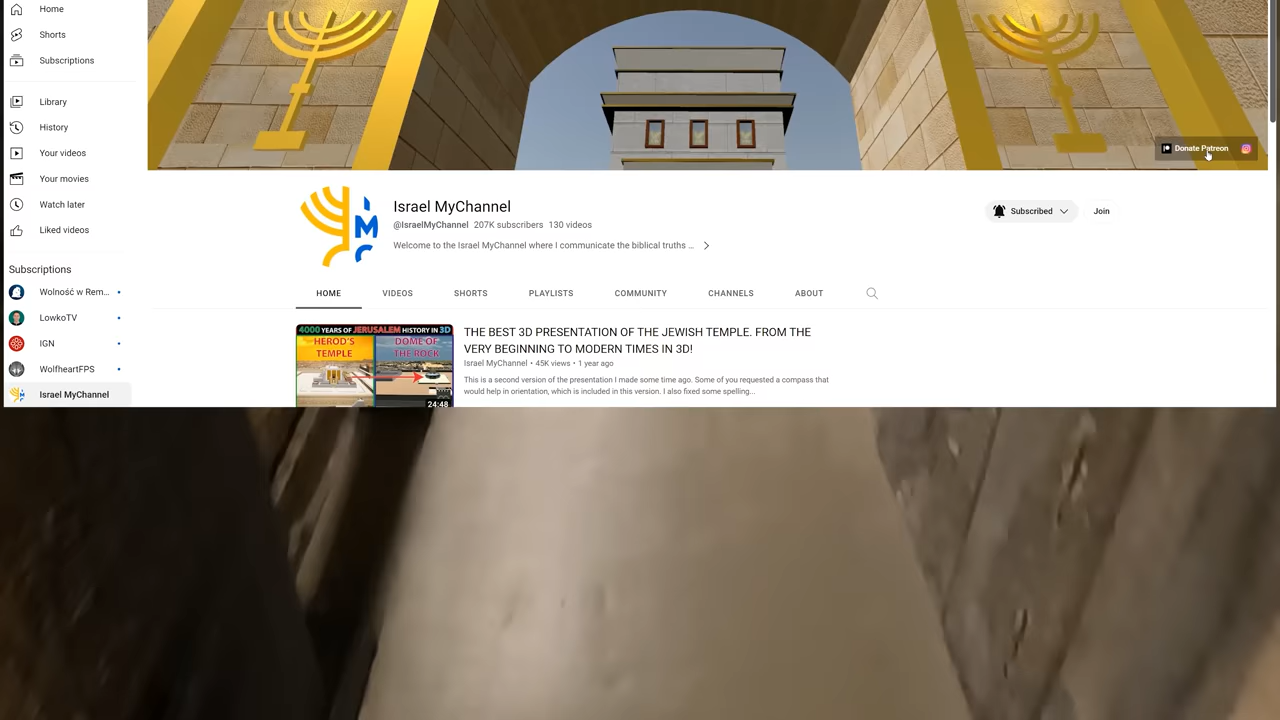 Home
Shorts
Subscriptions
Library
History
Your videos
Your movies
Watch later
Liked videos
Subscriptions
Wolność w Rem...
LowkoTV
IGN
WolfheartFPS
Israel MyChannel
Donate Patreon
Israel MyChannel
@IsraelMyChannel 207K subscribers 130 videos
Welcome to the Israel MyChannel where I communicate the biblical truths ...
Subscribed
Join
HOME VIDEOS SHORTS PLAYLISTS COMMUNITY CHANNELS ABOUT
4000 YEARS OF JERUSALEM HISTORY IN 3D
HEROD'S
TEMPLE
DOME OF
THE ROCK
24:48
THE BEST 3D PRESENTATION OF THE JEWISH TEMPLE. FROM THE
VERY BEGINNING TO MODERN TIMES IN 3D!
Israel MyChannel • 45K views • 1 year ago
This is a second version of the presentation I made some time ago. Some of you requested a compass that
would help in orientation, which is included in this version. I also fixed some spelling...